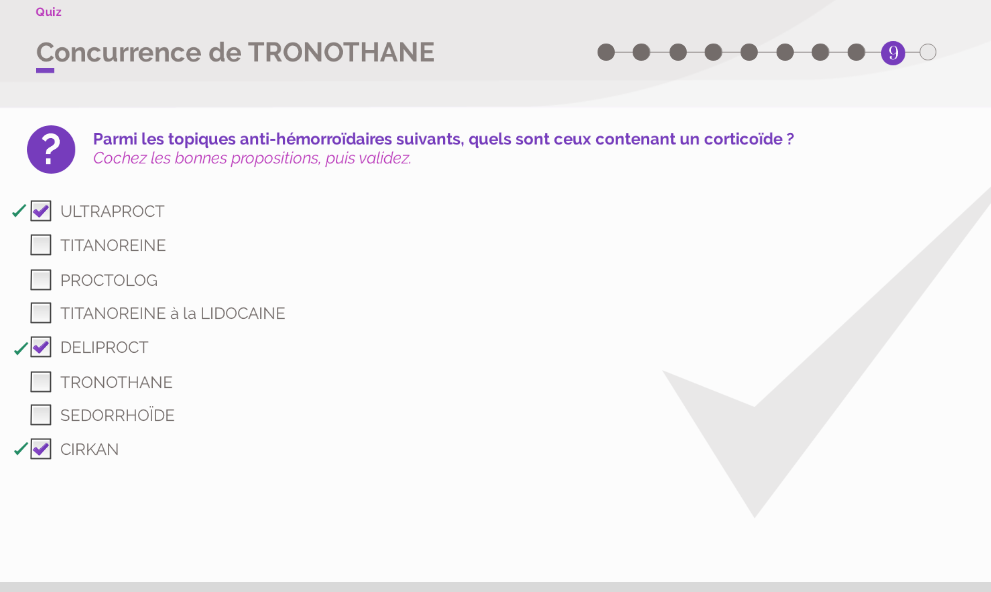 Quiz
Concurrence de TRONOTHANE
9
Parmi les topiques anti-hémorroïdaires suivants, quels sont ceux contenant un corticoïde ?
Cochez les bonnes propositions, puis validez.
ULTRAPROCT
TITANOREINE
PROCTOLOG
TITANOREINE à la LIDOCAINE
DELIPROCT
TRONOTHANE
SEDORRHOÏDE
CIRKAN